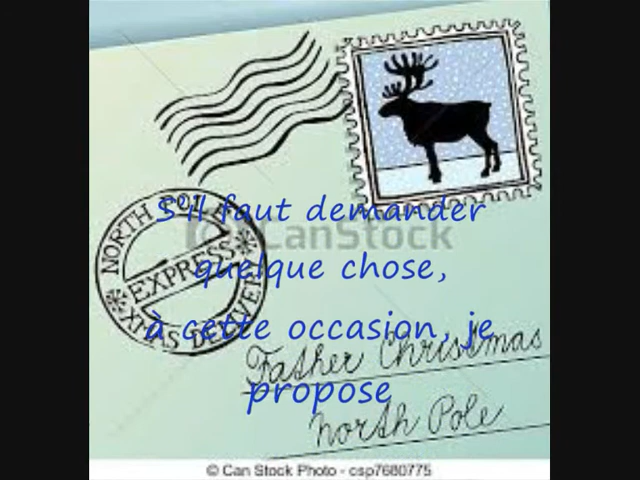 NORTH POLE
EXPRESS
XMAS DELIVERY
CanStock
S'il faut demander
quelque chose,
à cette occasion, je
propose
Father Christmas
North Pole
© Can Stock Photo - csp7680775